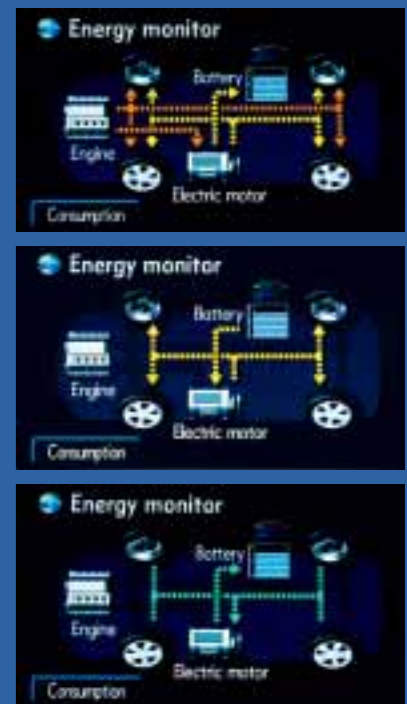 Energy monitor
Battery
Engine
Electric motor
Consumption
Energy monitor
Battery
Engine
Electric motor
Consumption
Energy monitor
Battery
Engine
Electric motor
Consumption